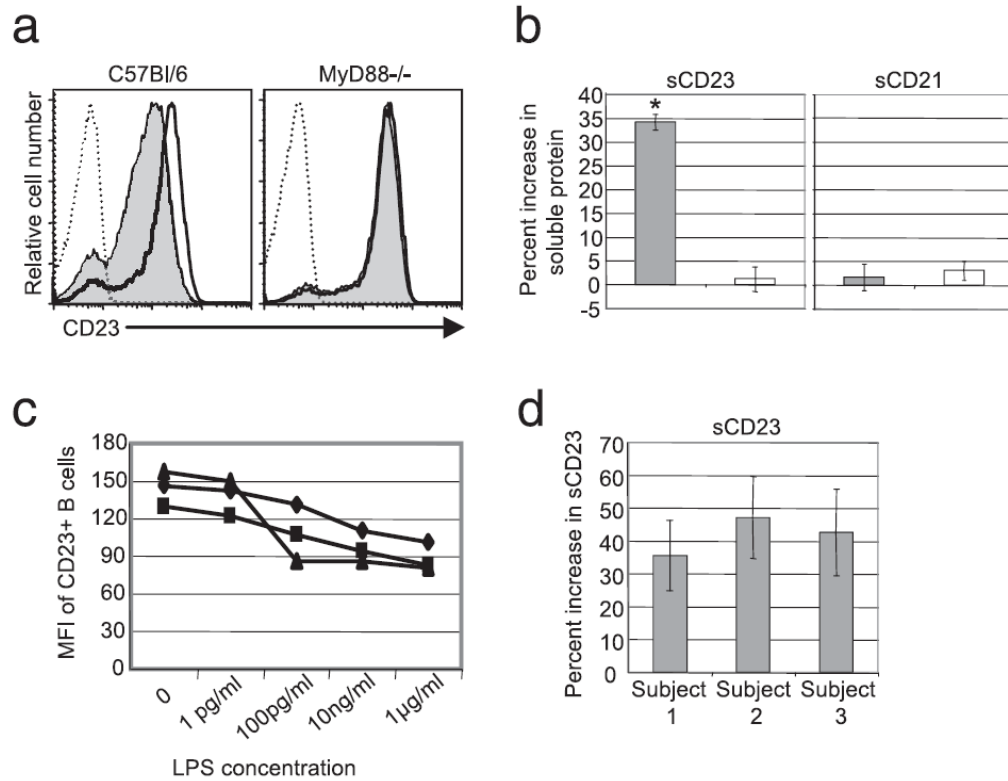 a
C57Bl/6
MyD88-/-
Relative cell number
CD23
b
sCD23
sCD21
Percent increase in
soluble protein
40
35
30
25
20
15
10
5
0
-5
*
c
MFI of CD23+ B cells
180
150
120
90
60
30
0
0
1 pg/ml
100pg/ml
10ng/ml
1µg/ml
LPS concentration
d
sCD23
Percent increase in sCD23
70
60
50
40
30
20
10
0
Subject Subject Subject
1 2 3